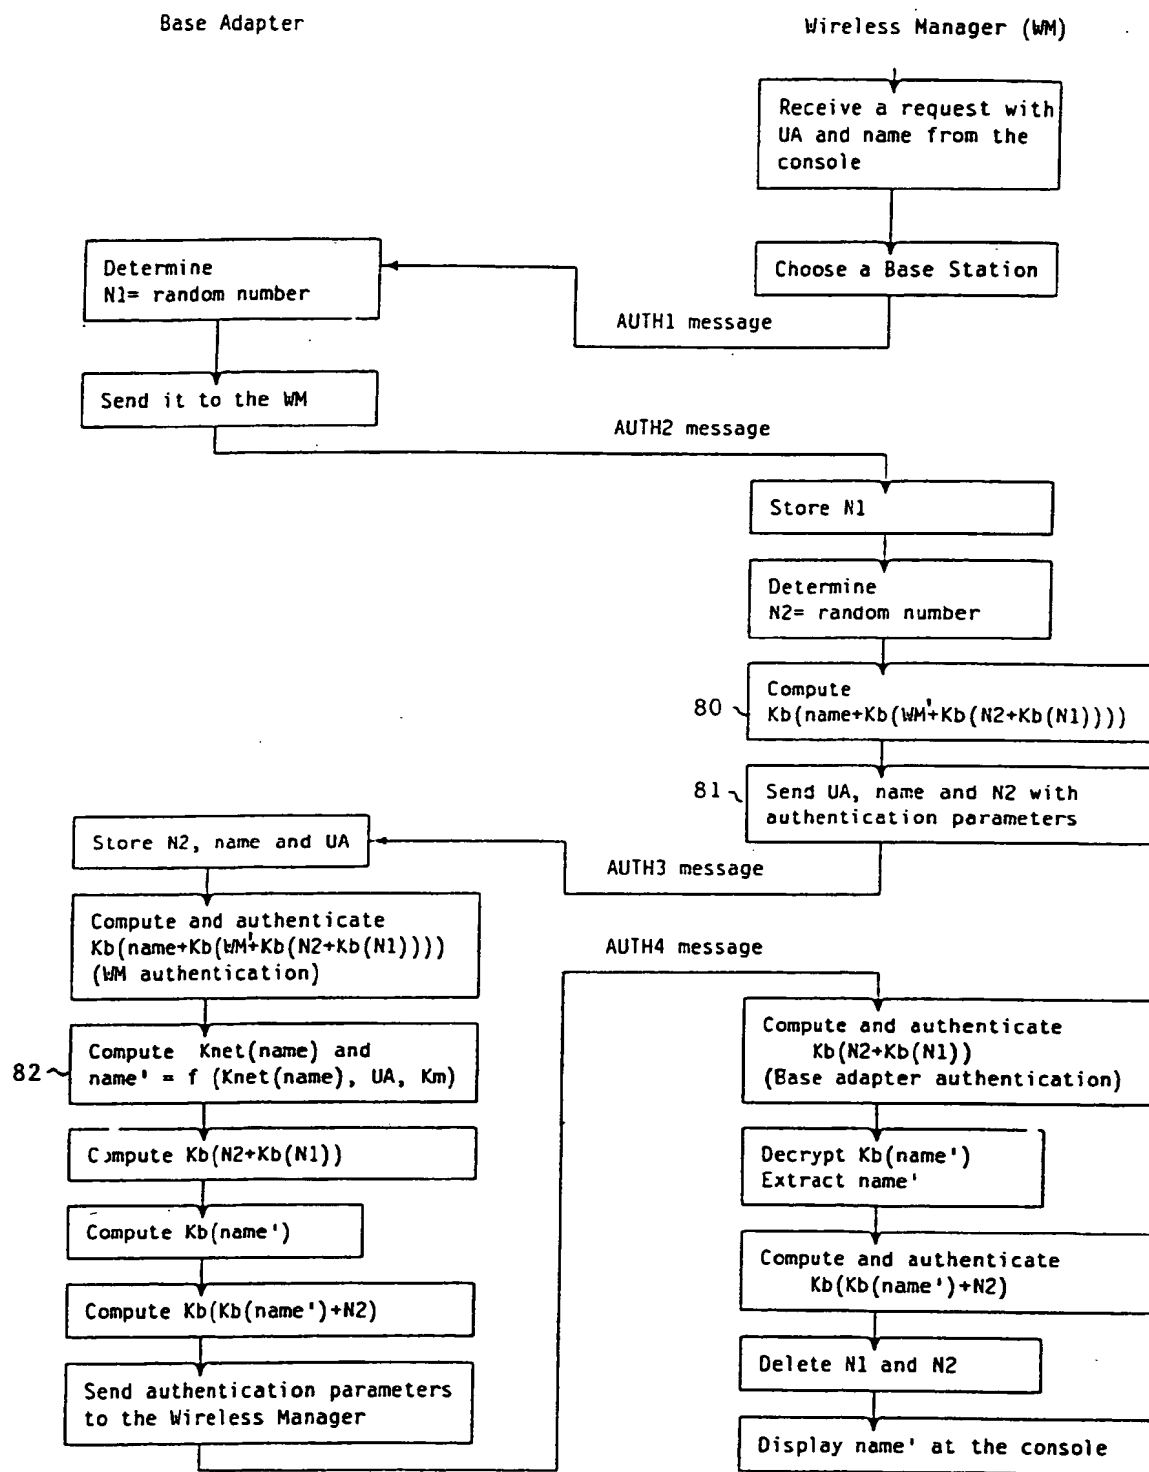 Base Adapter
Wireless Manager (WM)
Receive a request with
UA and name from the
console
Choose a Base Station
Determine
N1= random number
AUTH1 message
Send it to the WM
AUTH2 message
Store N1
Determine
N2= random number
80
Compute
Kb(name+Kb(WM'+Kb(N2+Kb(N1))))
81
Send UA, name and N2 with
authentication parameters
Store N2, name and UA
AUTH3 message
Compute and authenticate
Kb(name+Kb(WM'+Kb(N2+Kb(N1))))
(WM authentication)
AUTH4 message
82
Compute Knet(name) and
name' = f (Knet(name), UA, Km)
Compute and authenticate
Kb(N2+Kb(N1))
(Base adapter authentication)
Compute Kb(N2+Kb(N1))
Decrypt Kb(name')
Extract name'
Compute Kb(name')
Compute and authenticate
Kb(Kb(name')+N2)
Compute Kb(Kb(name')+N2)
Delete N1 and N2
Send authentication parameters
to the Wireless Manager
Display name' at the console